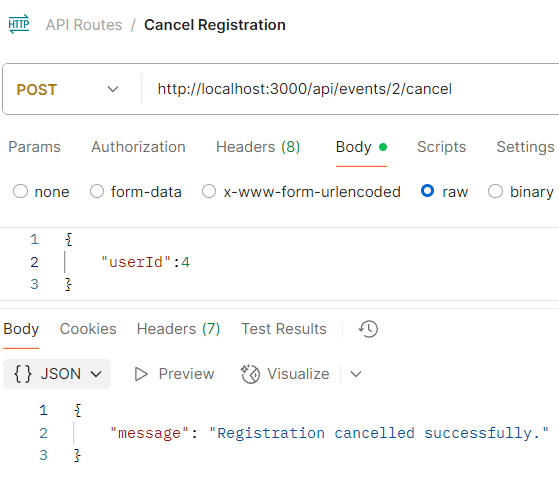 HTTP API Routes / Cancel Registration
POST http://localhost:3000/api/events/2/cancel
Params Authorization Headers (8) Body Scripts Settings
none form-data x-www-form-urlencoded raw binary
1 {
2 "userId":4
3 }
Body Cookies Headers (7) Test Results
{} JSON Preview Visualize
1 {
2 "message": "Registration cancelled successfully."
3 }